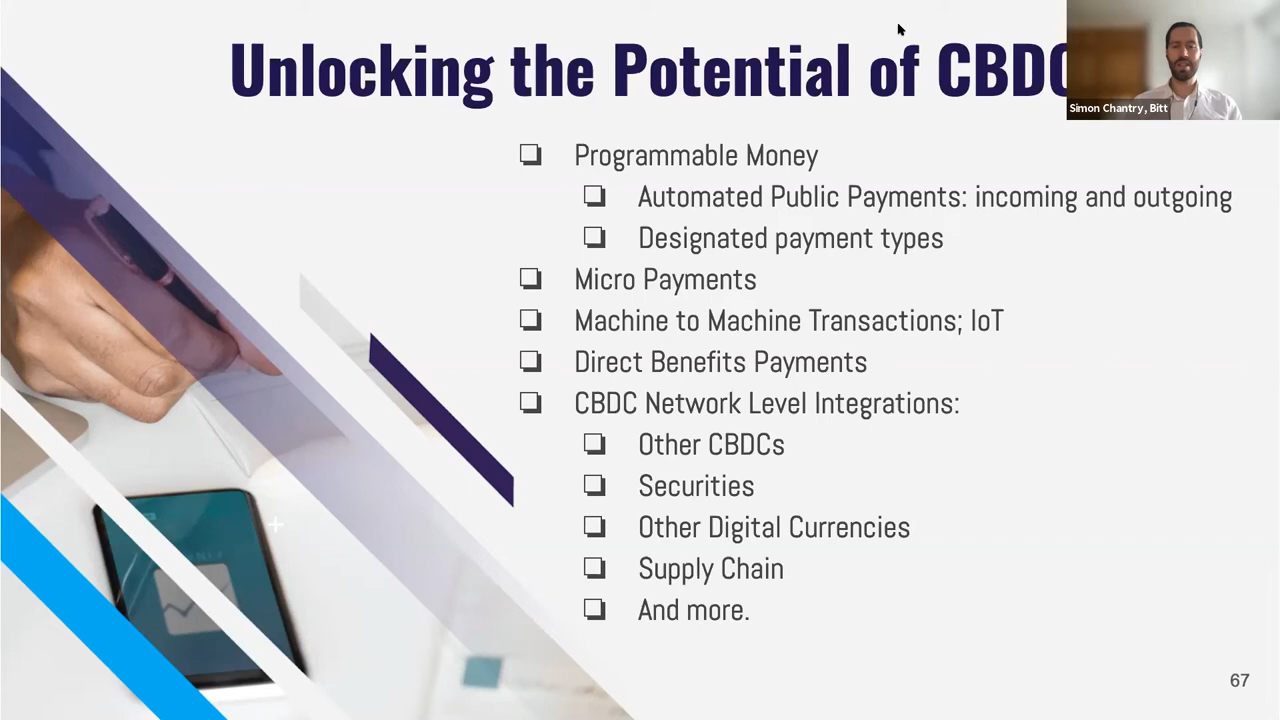 Unlocking the Potential of CBDC
Simon Chantry, Bitt
Programmable Money
Automated Public Payments: incoming and outgoing
Designated payment types
Micro Payments
Machine to Machine Transactions; IoT
Direct Benefits Payments
CBDC Network Level Integrations:
Other CBDCs
Securities
Other Digital Currencies
Supply Chain
And more.
67